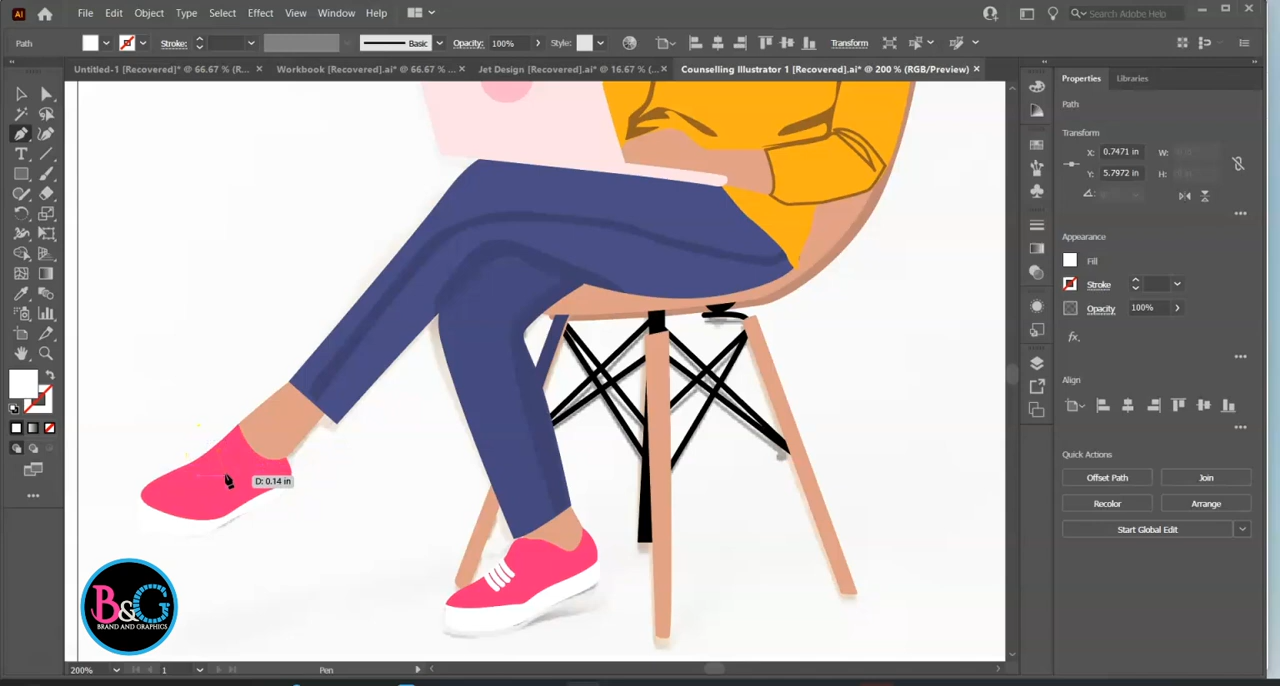 Ai File Edit Object Type Select Effect View Window Help Search Adobe Help
Path Stroke: Basic Opacity: 100% Style: Transform
Untitled-1 [Recovered]* @ 66.67 % (R... × Workbook [Recovered].ai* @ 66.67 % ... × Jet Design [Recovered].ai* @ 16.67 % (... × Counselling Illustrator 1 [Recovered].ai* @ 200 % (RGB/Preview) ×
Properties Libraries
Path
Transform
X: 0.7471 in W:
Y: 5.7972 in H:
Appearance
Fill
Stroke
Opacity 100%
fx
Align
Quick Actions
Offset Path Join
Recolor Arrange
Start Global Edit
D: 0.14 in
B&G
BRAND AND GRAPHICS
200% 1 Pen